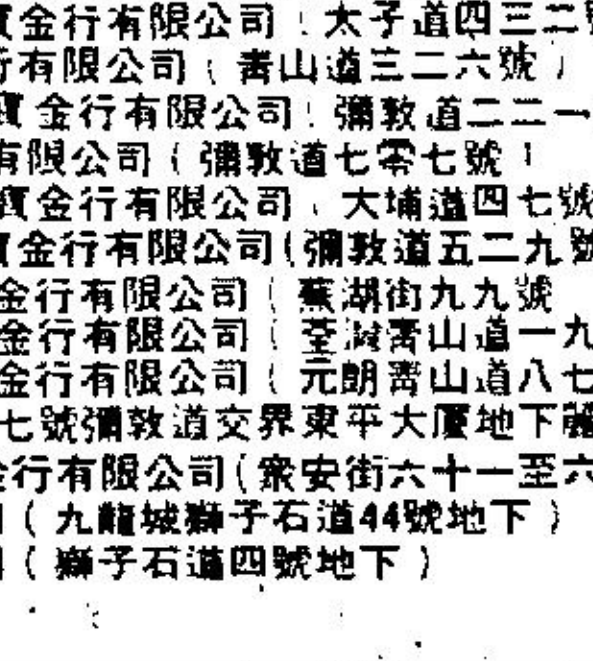 寶金行有限公司（太子道四三二號
行有限公司（青山道三二六號）
寶金行有限公司（彌敦道二二一
有限公司（彌敦道七零七號）
寶金行有限公司（大埔道四七號
寶金行有限公司（彌敦道五二九號
金行有限公司（蕪湖街九九號
金行有限公司（荃灣青山道一九
金行有限公司（元朗青山道八七
七號彌敦道交界東平大厦地下
金行有限公司（衆安街六十一至六
（九龍城獅子石道44號地下）
（獅子石道四號地下）